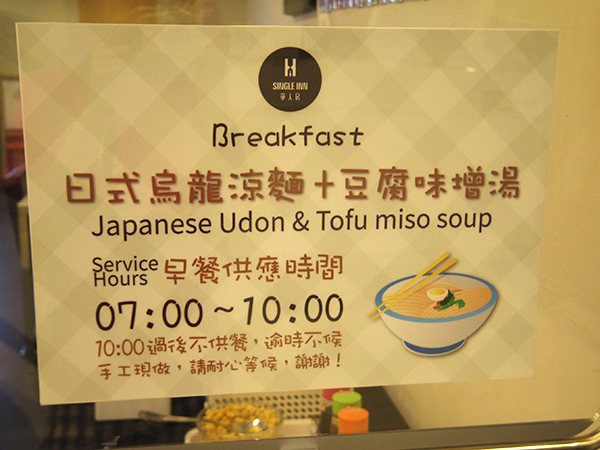 SINGLE INN
單人房
Breakfast
日式烏龍涼麵+豆腐味增湯
Japanese Udon & Tofu miso soup
Service Hours 早餐供應時間
07:00~10:00
10:00過後不供餐,逾時不候
手工現做,請耐心等候,謝謝!